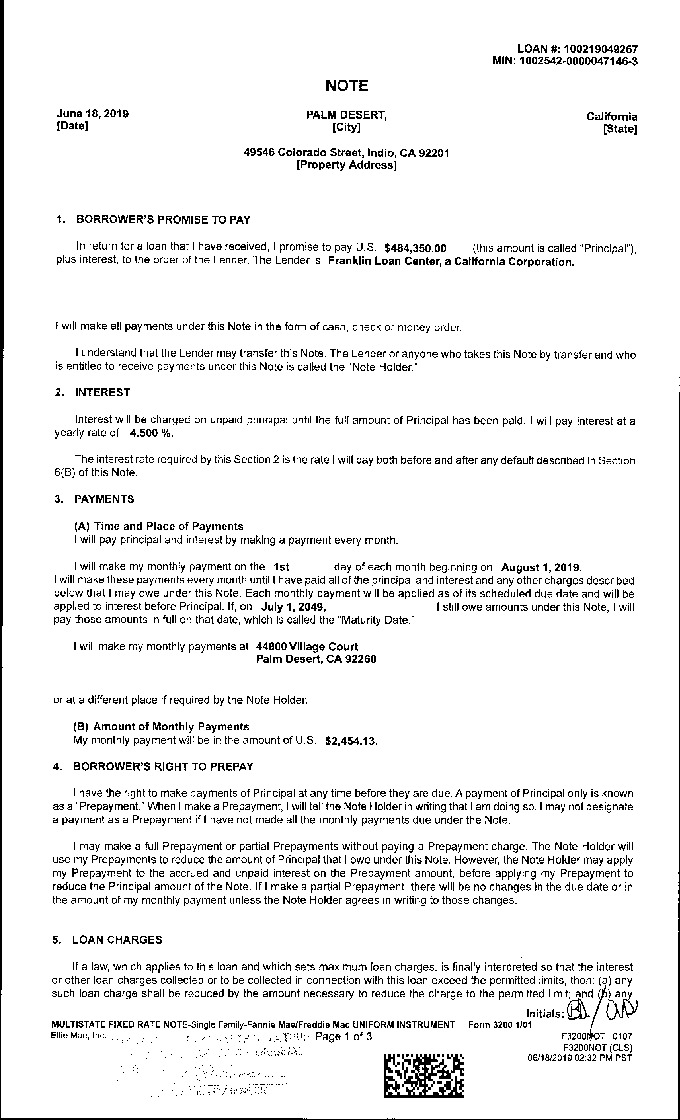 LOAN #: 100219049267
MIN: 1002542-0000047146-3
NOTE
June 18, 2019 PALM DESERT, California
[Date] [City] [State]
49546 Colorado Street, Indio, CA 92201
[Property Address]
1. BORROWER'S PROMISE TO PAY
In return for a loan that I have received, I promise to pay U.S. $484,350.00 (this amount is called "Principal"),
plus interest, to the order of the Lender. The Lender is Franklin Loan Center, a California Corporation.
I will make all payments under this Note in the form of cash, check or money order.
I understand that the Lender may transfer this Note. The Lender or anyone who takes this Note by transfer and who
is entitled to receive payments under this Note is called the "Note Holder."
2. INTEREST
Interest will be charged on unpaid principal until the full amount of Principal has been paid. I will pay interest at a
yearly rate of 4.500 %.
The interest rate required by this Section 2 is the rate I will pay both before and after any default described in Section
6(B) of this Note.
3. PAYMENTS
(A) Time and Place of Payments
I will pay principal and interest by making a payment every month.
I will make my monthly payment on the 1st day of each month beginning on August 1, 2019.
I will make these payments every month until I have paid all of the principal and interest and any other charges described
below that I may owe under this Note. Each monthly payment will be applied as of its scheduled due date and will be
applied to interest before Principal. If, on July 1, 2049, I still owe amounts under this Note, I will
pay those amounts in full on that date, which is called the "Maturity Date."
I will make my monthly payments at 44800 Village Court
Palm Desert, CA 92260
or at a different place if required by the Note Holder.
(B) Amount of Monthly Payments
My monthly payment will be in the amount of U.S. $2,454.13.
4. BORROWER'S RIGHT TO PREPAY
I have the right to make payments of Principal at any time before they are due. A payment of Principal only is known
as a "Prepayment." When I make a Prepayment, I will tell the Note Holder in writing that I am doing so. I may not designate
a payment as a Prepayment if I have not made all the monthly payments due under the Note.
I may make a full Prepayment or partial Prepayments without paying a Prepayment charge. The Note Holder will
use my Prepayments to reduce the amount of Principal that I owe under this Note. However, the Note Holder may apply
my Prepayment to the accrued and unpaid interest on the Prepayment amount, before applying my Prepayment to
reduce the Principal amount of the Note. If I make a partial Prepayment, there will be no changes in the due date or in
the amount of my monthly payment unless the Note Holder agrees in writing to those changes.
5. LOAN CHARGES
If a law, which applies to this loan and which sets maximum loan charges, is finally interpreted so that the interest
or other loan charges collected or to be collected in connection with this loan exceed the permitted limits, then: (a) any
such loan charge shall be reduced by the amount necessary to reduce the charge to the permitted limit; and (b) any
Initials:
MULTISTATE FIXED RATE NOTE-Single Family-Fannie Mae/Freddie Mac UNIFORM INSTRUMENT Form 3200 1/01
Ellie Mae, Inc. Page 1 of 3 F3200NOT 0107
F3200NOT (CLS)
06/18/2019 02:32 PM PST